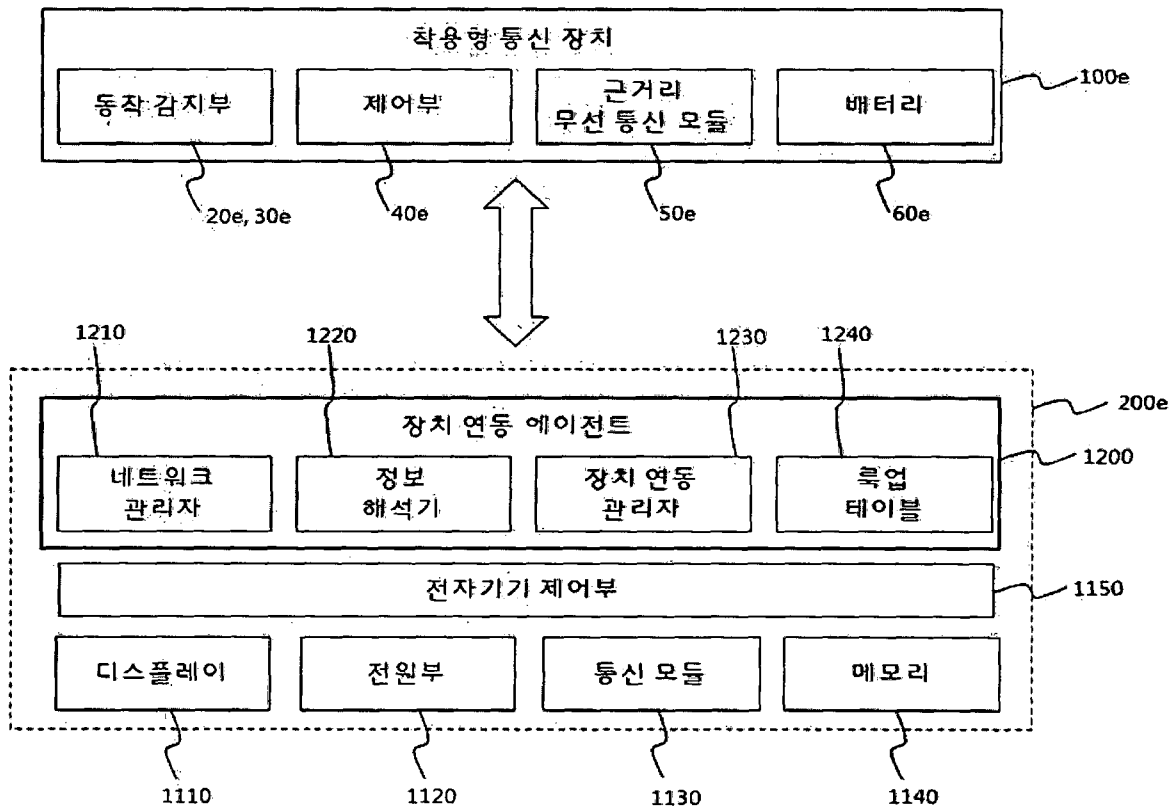 착용형 통신 장치
동작 감지부
제어부
근거리
무선 통신 모듈
배터리
100e
20e, 30e
40e
50e
60e
1210
1220
1230
1240
200e
장치 연동 에이전트
1200
네트워크
관리자
정보
해석기
장치 연동
관리자
룩업
테이블
전자기기 제어부
1150
디스플레이
전원부
통신 모듈
메모리
1110
1120
1130
1140